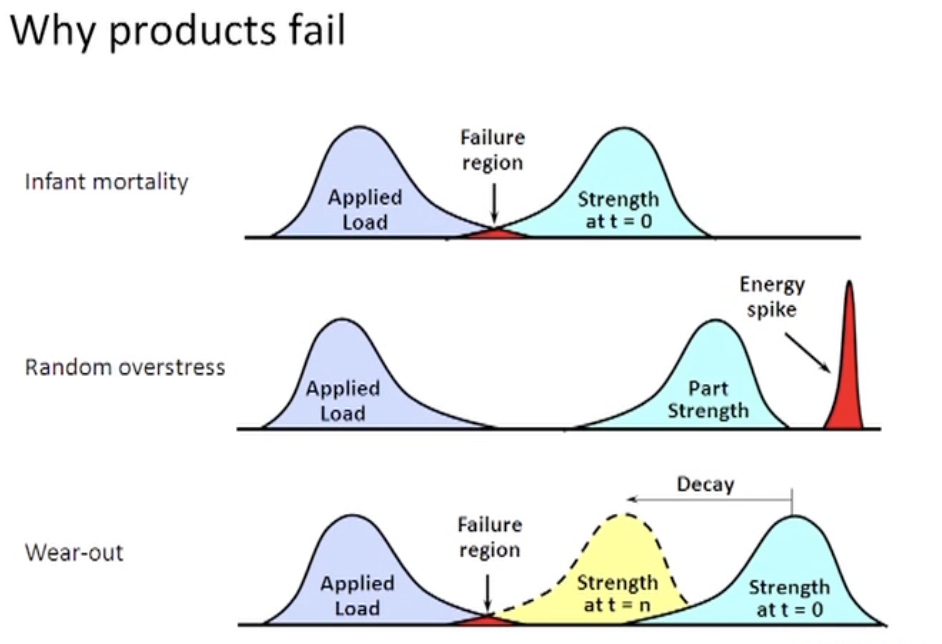 Why products fail
Infant mortality
Applied
Load
Failure
region
Strength
at t = 0
Random overstress
Applied
Load
Part
Strength
Energy
spike
Wear-out
Applied
Load
Failure
region
Strength
at t = n
Decay
Strength
at t = 0